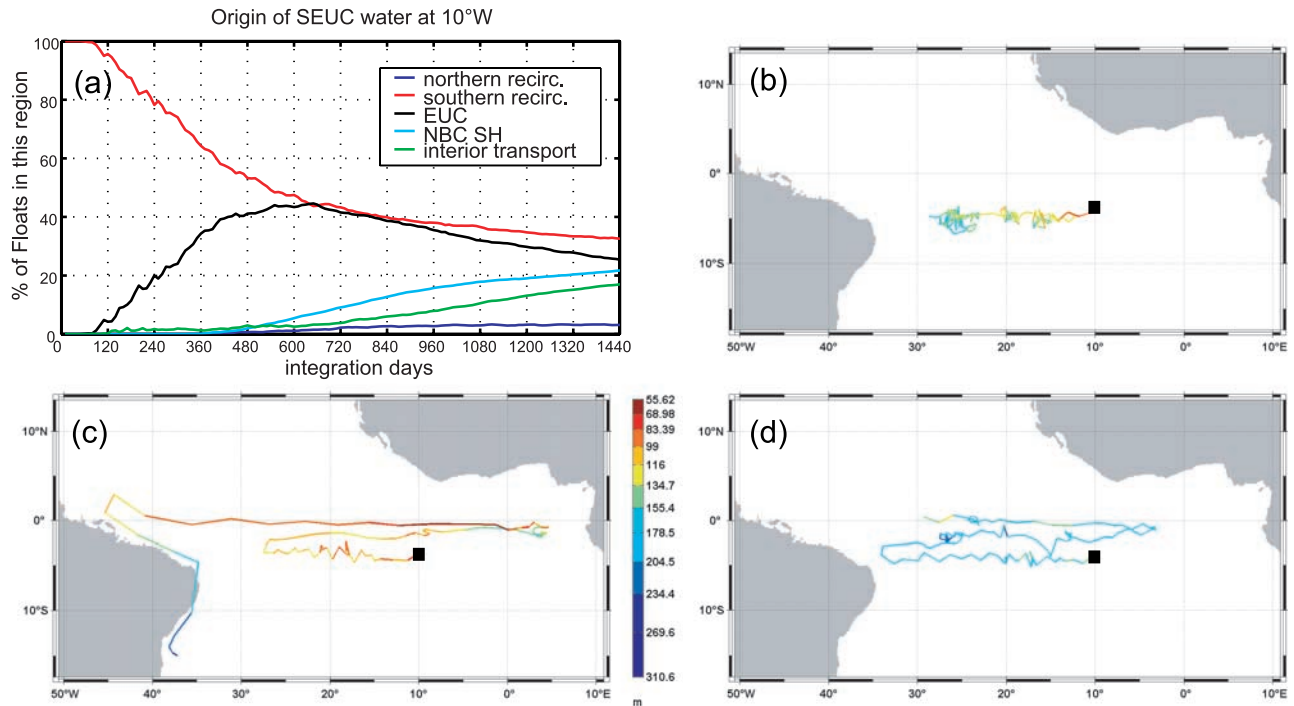 Origin of SEUC water at 10°W
% of Floats in this region
100
80
60
40
20
0
(a)
northern recirc.
southern recirc.
EUC
NBC SH
interior transport
0 120 240 360 480 600 720 840 960 1080 1200 1320 1440
integration days
(b)
10°N
0°
10°S
50°W 40° 30° 20° 10° 0° 10°E
(c)
10°N
0°
10°S
50°W 40° 30° 20° 10° 0° 10°E
55.62
68.98
83.39
99
116
134.7
155.4
178.5
204.5
234.4
269.6
310.6
m
(d)
10°N
0°
10°S
50°W 40° 30° 20° 10° 0° 10°E